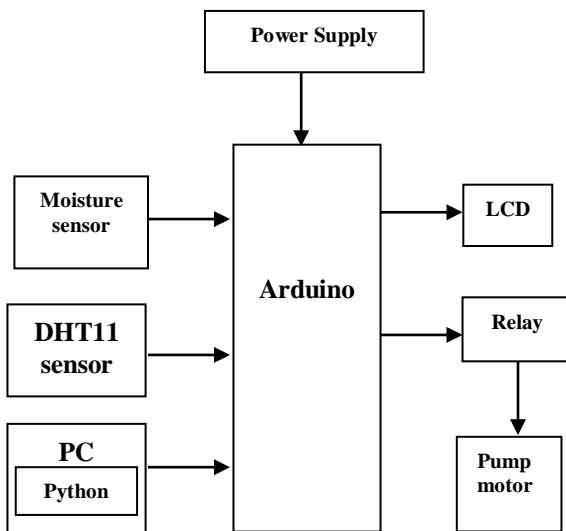 Power Supply
Moisture
sensor
DHT11
sensor
PC
Python
Arduino
LCD
Relay
Pump
motor